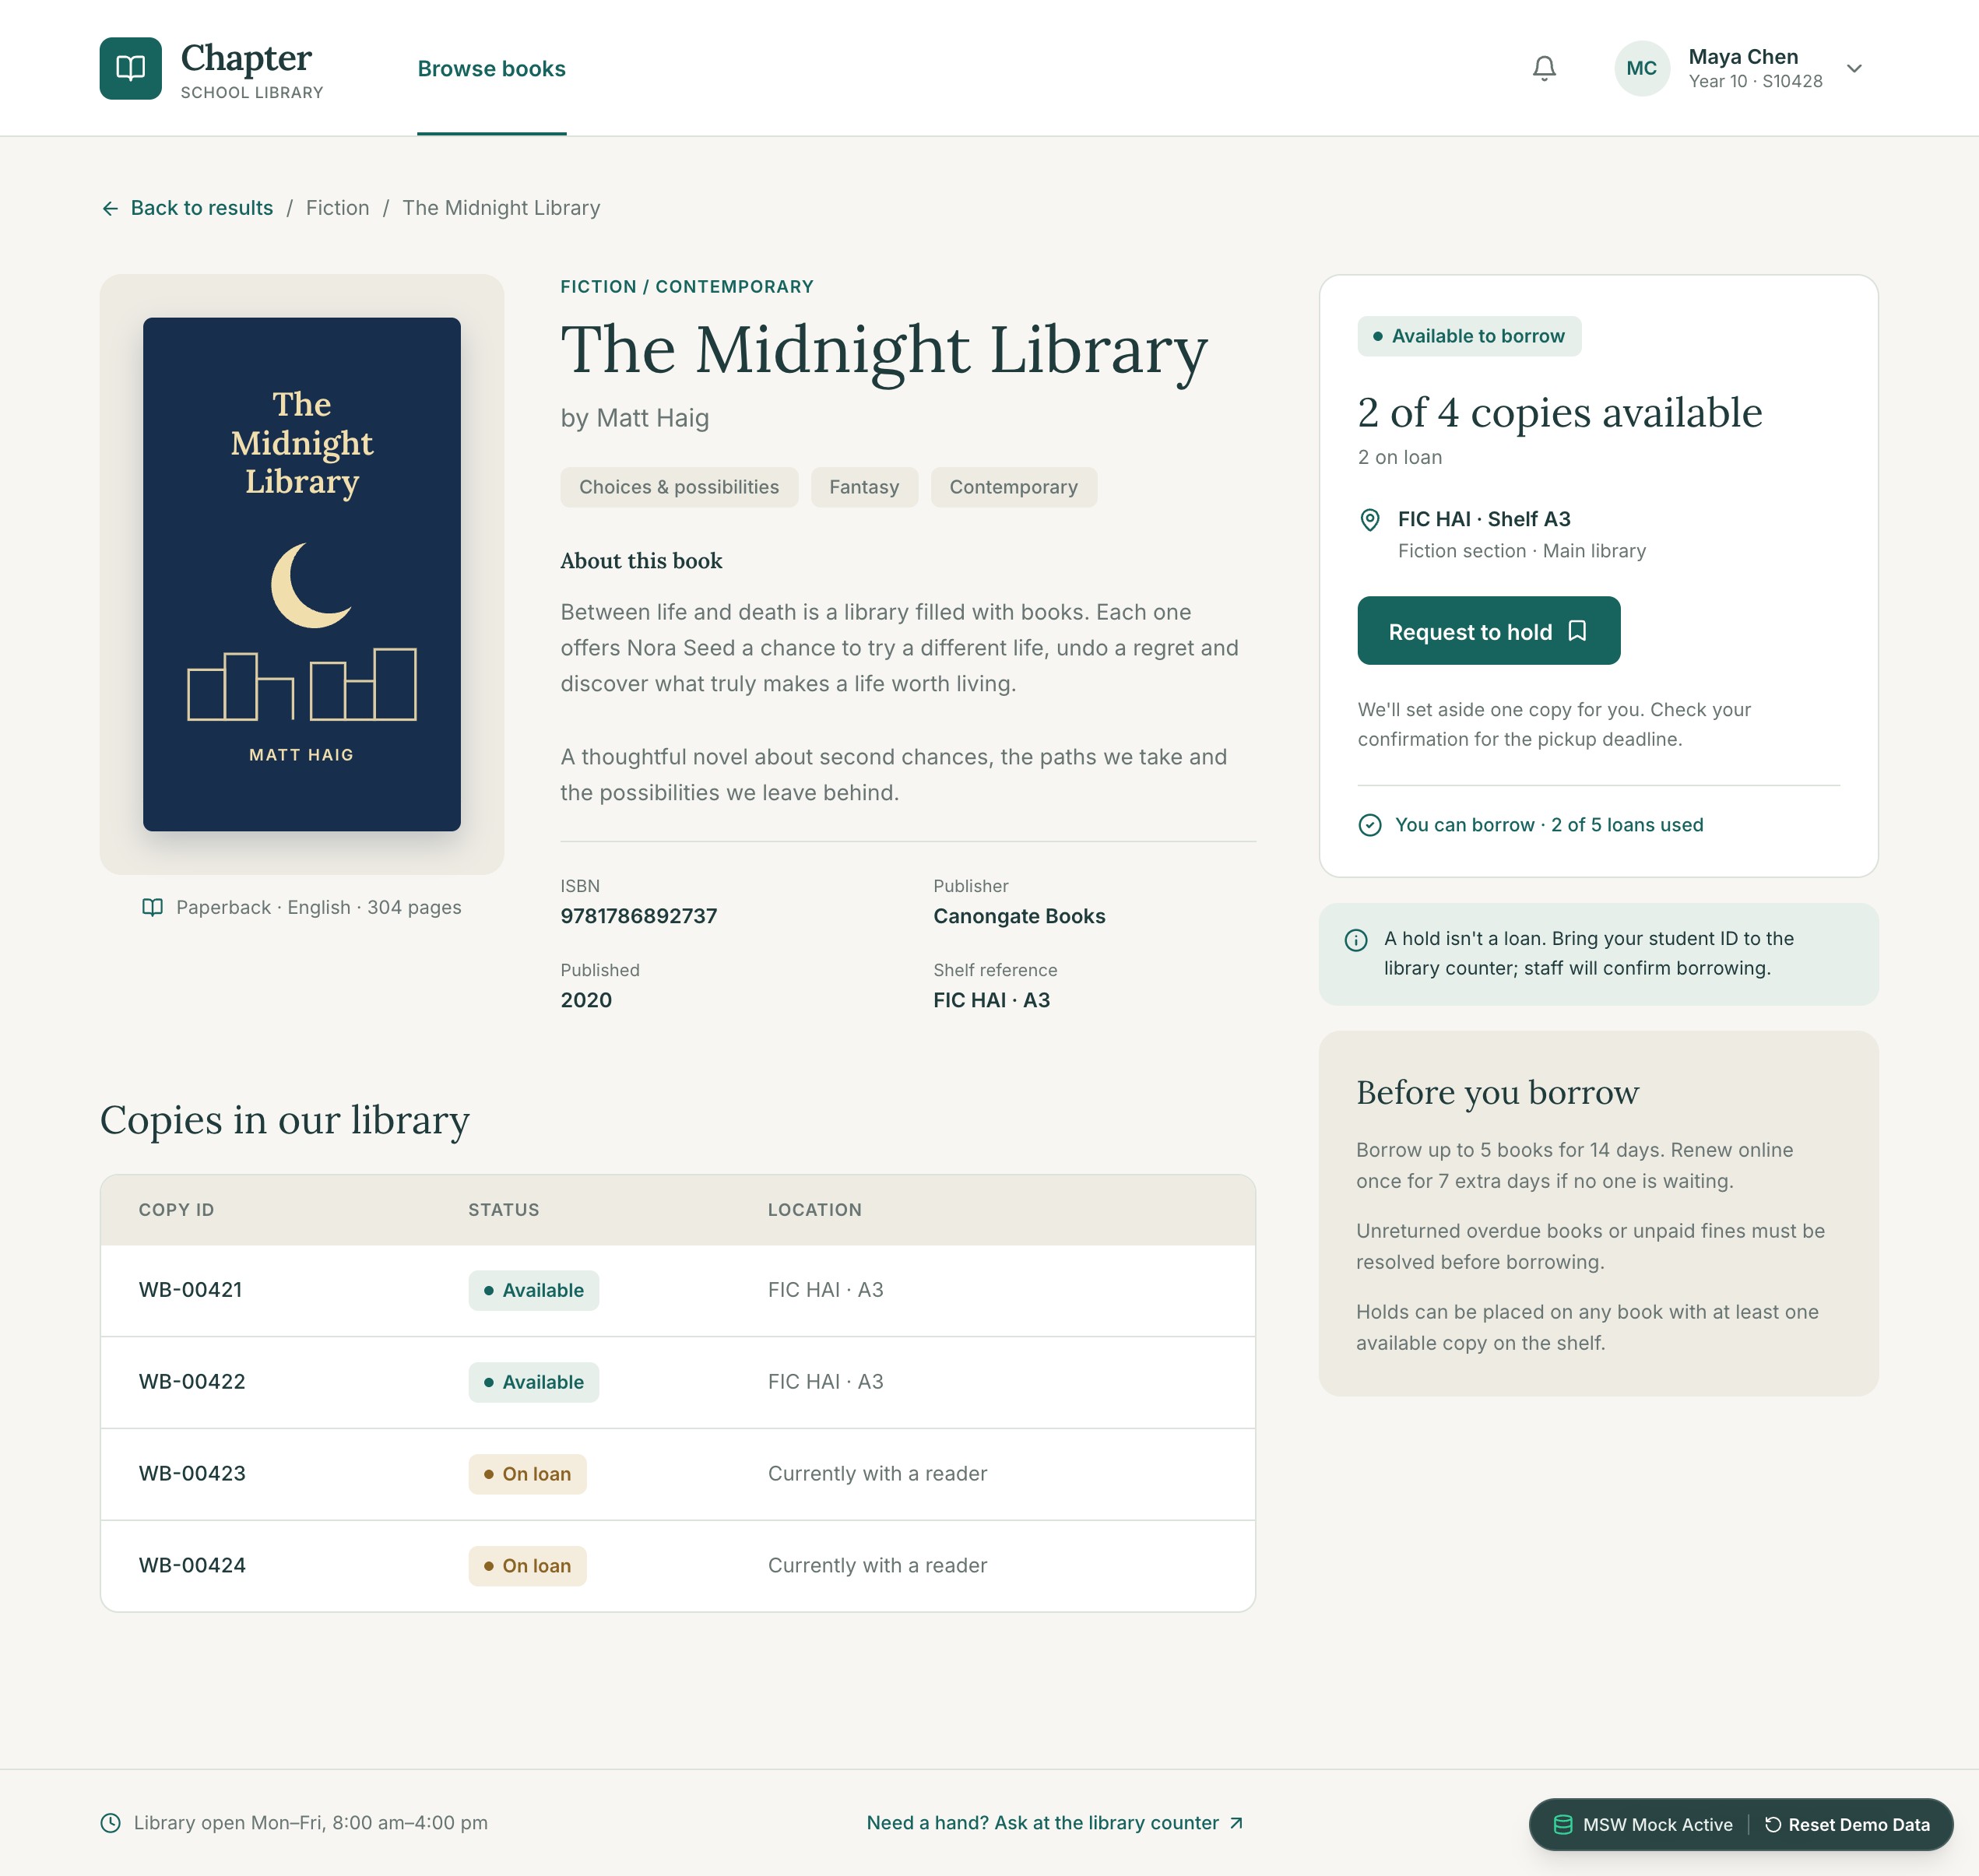 Chapter
SCHOOL LIBRARY
Browse books
MC
Maya Chen
Year 10 · S10428
Back to results / Fiction / The Midnight Library
The
Midnight
Library
MATT HAIG
Paperback · English · 304 pages
FICTION / CONTEMPORARY
The Midnight Library
by Matt Haig
Choices & possibilities
Fantasy
Contemporary
About this book
Between life and death is a library filled with books. Each one
offers Nora Seed a chance to try a different life, undo a regret and
discover what truly makes a life worth living.
A thoughtful novel about second chances, the paths we take and
the possibilities we leave behind.
ISBN
9781786892737
Publisher
Canongate Books
Published
2020
Shelf reference
FIC HAI · A3
Available to borrow
2 of 4 copies available
2 on loan
FIC HAI · Shelf A3
Fiction section · Main library
Request to hold
We'll set aside one copy for you. Check your
confirmation for the pickup deadline.
You can borrow · 2 of 5 loans used
A hold isn't a loan. Bring your student ID to the
library counter; staff will confirm borrowing.
Before you borrow
Borrow up to 5 books for 14 days. Renew online
once for 7 extra days if no one is waiting.
Unreturned overdue books or unpaid fines must be
resolved before borrowing.
Holds can be placed on any book with at least one
available copy on the shelf.
Copies in our library
COPY ID STATUS LOCATION
WB-00421 Available FIC HAI · A3
WB-00422 Available FIC HAI · A3
WB-00423 On loan Currently with a reader
WB-00424 On loan Currently with a reader
Library open Mon–Fri, 8:00 am–4:00 pm
Need a hand? Ask at the library counter
MSW Mock Active
Reset Demo Data